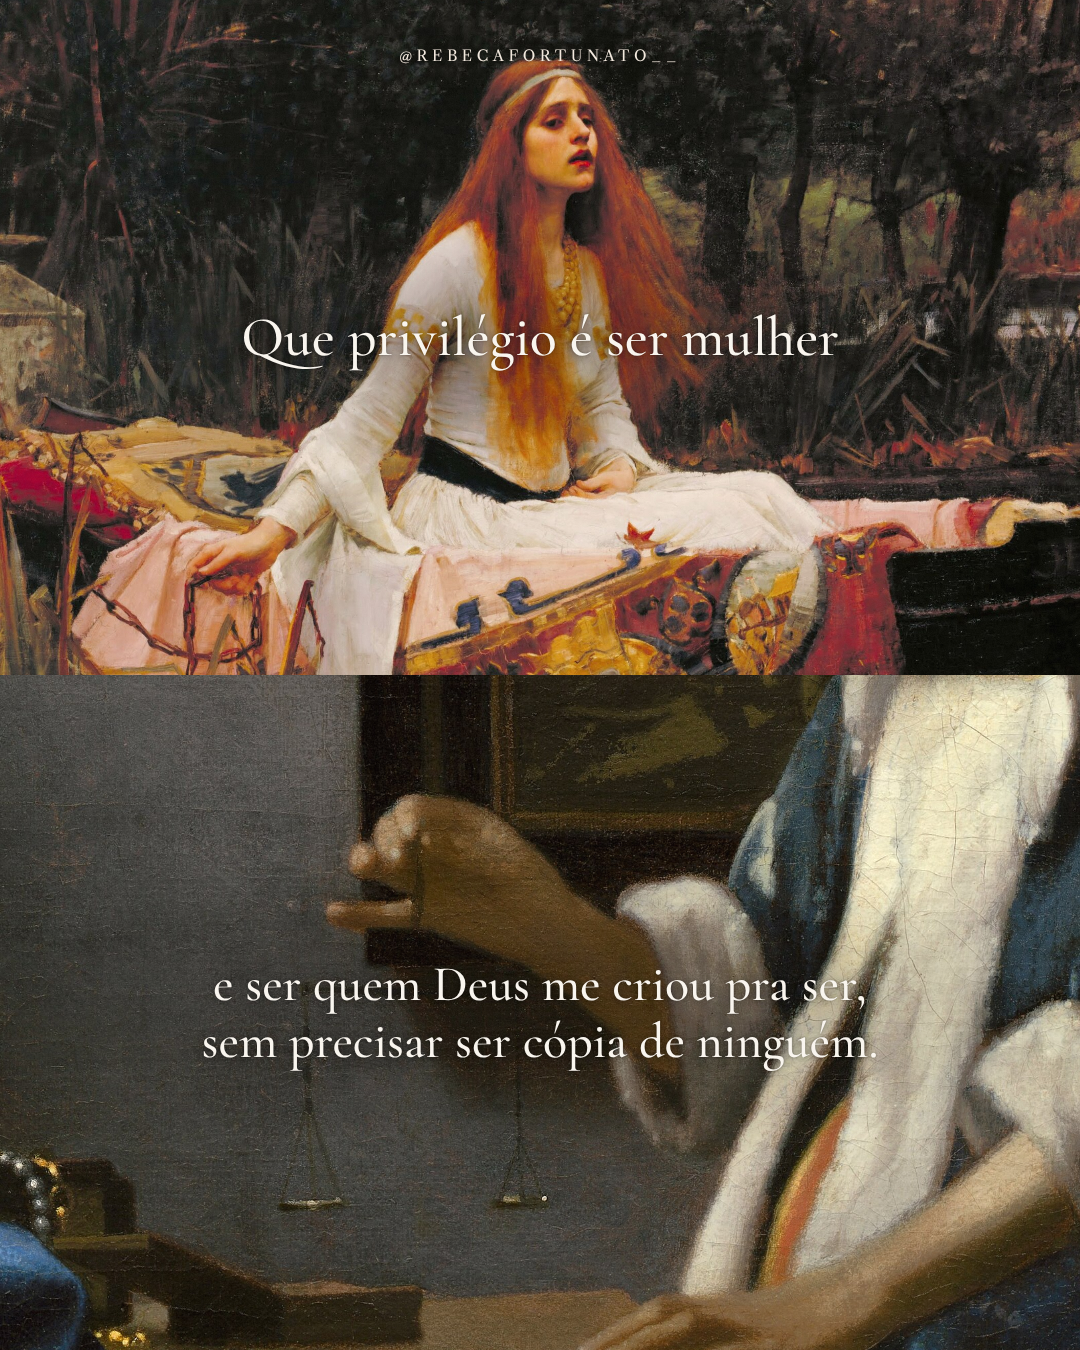 @REBECAFORTUNATO__
Que privilégio é ser mulher
e ser quem Deus me criou pra ser,
sem precisar ser cópia de ninguém.